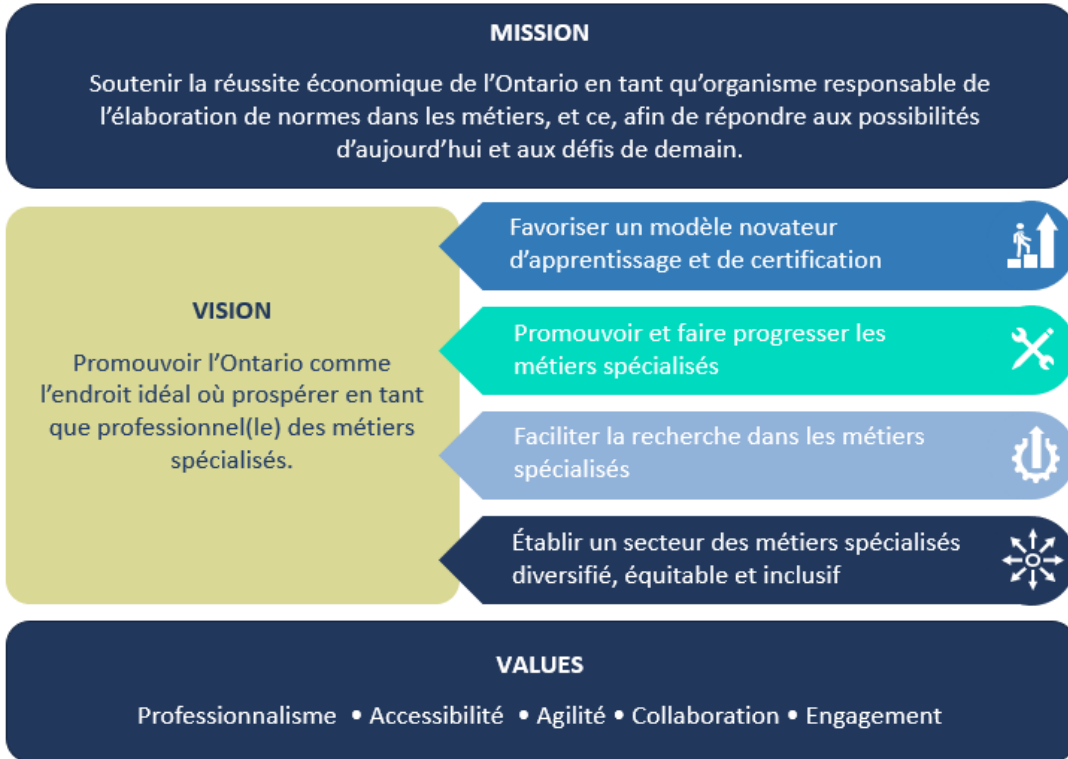 MISSION
Soutenir la réussite économique de l’Ontario en tant qu’organisme responsable de
l’élaboration de normes dans les métiers, et ce, afin de répondre aux possibilités
d’aujourd’hui et aux défis de demain.
VISION
Promouvoir l’Ontario comme
l’endroit idéal où prospérer en tant
que professionnel(le) des métiers
spécialisés.
Favoriser un modèle novateur
d’apprentissage et de certification
Promouvoir et faire progresser les
métiers spécialisés
Faciliter la recherche dans les métiers
spécialisés
Établir un secteur des métiers spécialisés
diversifié, équitable et inclusif
VALUES
Professionnalisme • Accessibilité • Agilité • Collaboration • Engagement